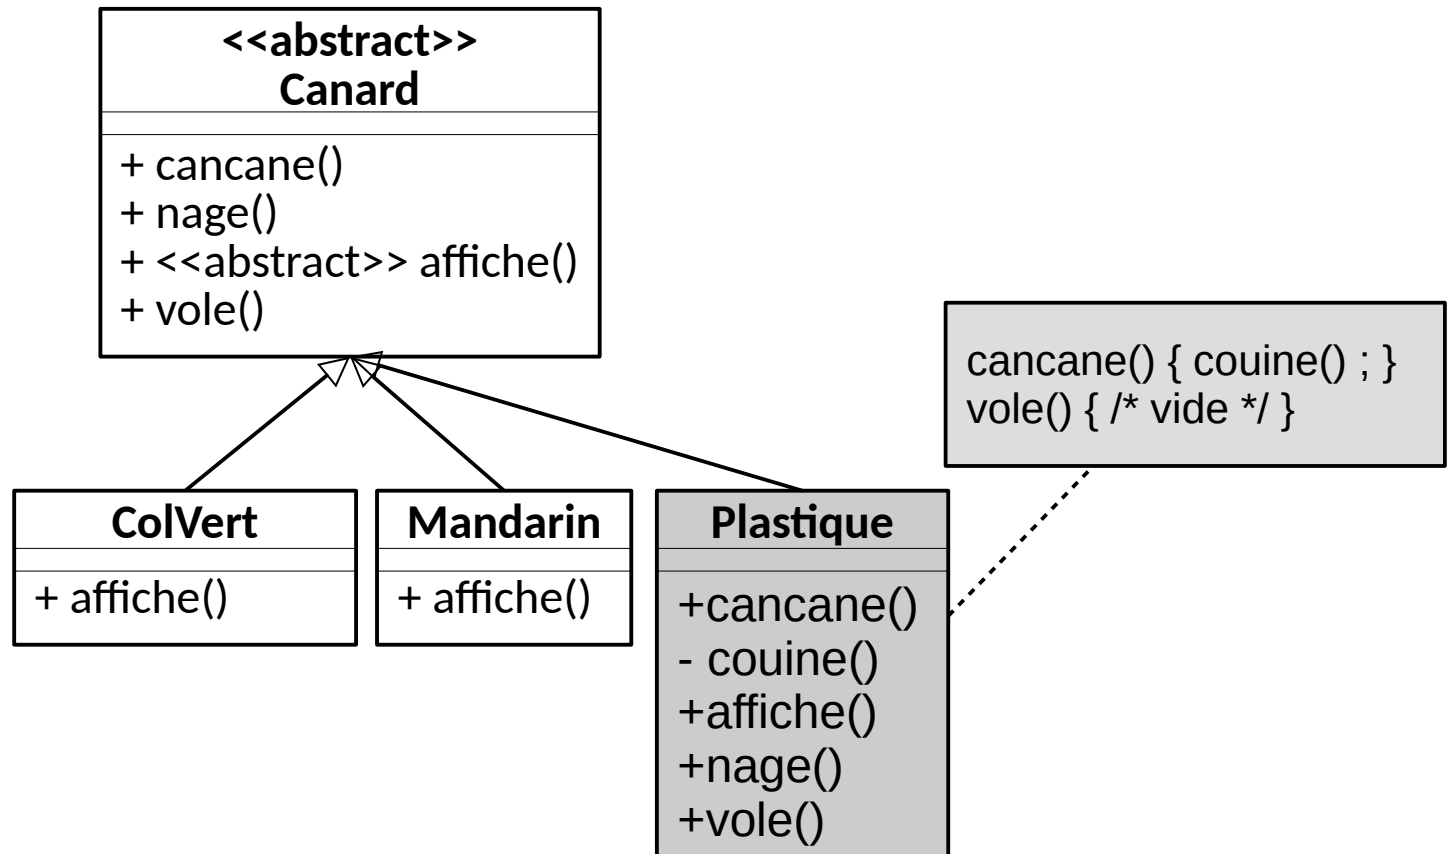 <<abstract>>
Canard
+ cancane()
+ nage()
+ <<abstract>> affiche()
+ vole()
cancane() { couine() ; }
vole() { /* vide */ }
ColVert
+ affiche()
Mandarin
+ affiche()
Plastique
+cancane()
- couine()
+affiche()
+nage()
+vole()